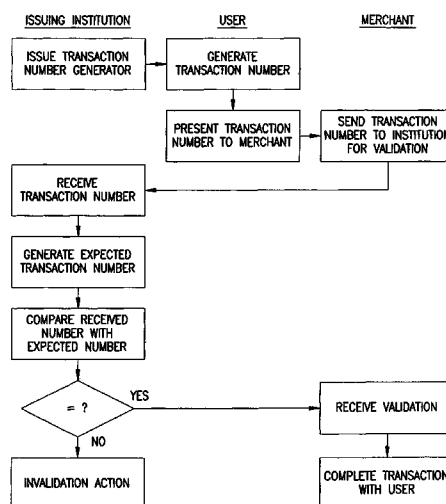 ISSUING INSTITUTION
USER
MERCHANT
ISSUE TRANSACTION
NUMBER GENERATOR
GENERATE
TRANSACTION NUMBER
PRESENT TRANSACTION
NUMBER TO MERCHANT
SEND TRANSACTION
NUMBER TO INSTITUTION
FOR VALIDATION
RECEIVE
TRANSACTION NUMBER
GENERATE EXPECTED
TRANSACTION NUMBER
COMPARE RECEIVED
NUMBER WITH
EXPECTED NUMBER
= ?
YES
NO
RECEIVE VALIDATION
INVALIDATION ACTION
COMPLETE TRANSACTION
WITH USER